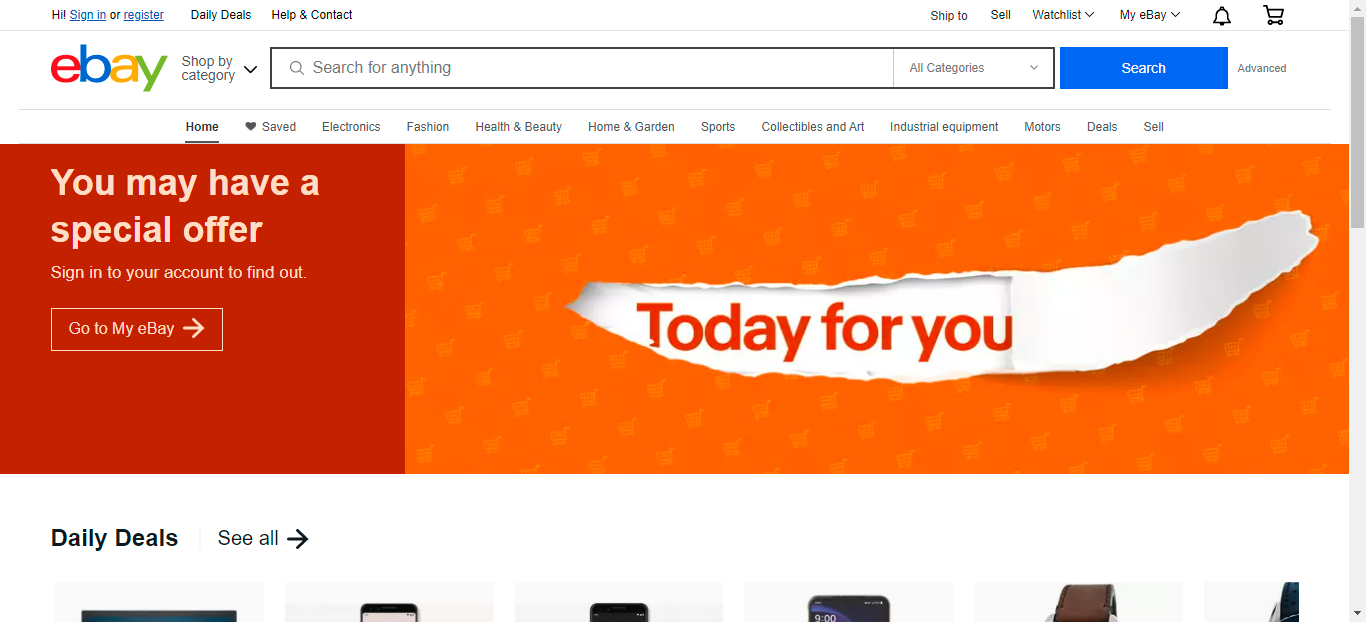 Hi! Sign in or register Daily Deals Help & Contact Ship to Sell Watchlist My eBay
ebay Shop by category Search for anything All Categories Search Advanced
Home Saved Electronics Fashion Health & Beauty Home & Garden Sports Collectibles and Art Industrial equipment Motors Deals Sell
You may have a
special offer
Sign in to your account to find out.
Go to My eBay
Today for you
Daily Deals See all
9:00